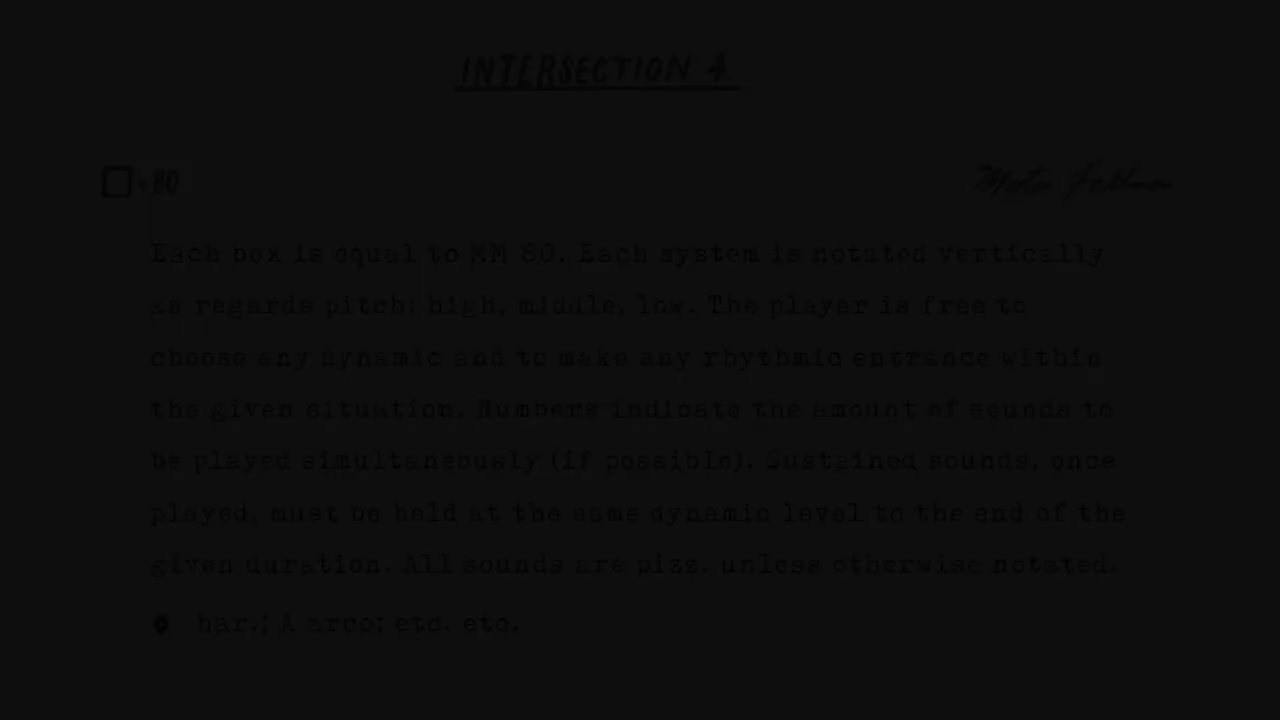 INTERSECTION 4
□ = 80
Each box is equal to MM 80. Each system is notated vertically
as regards pitch: high, middle, low. The player is free to
choose any dynamic and to make any rhythmic entrance within
the given situation. Numbers indicate the amount of sounds to
be played simultaneously (if possible). Sustained sounds, once
played, must be held at the same dynamic level to the end of the
given duration. All sounds are pizz. unless otherwise notated.
har.; A arco: etc. etc.